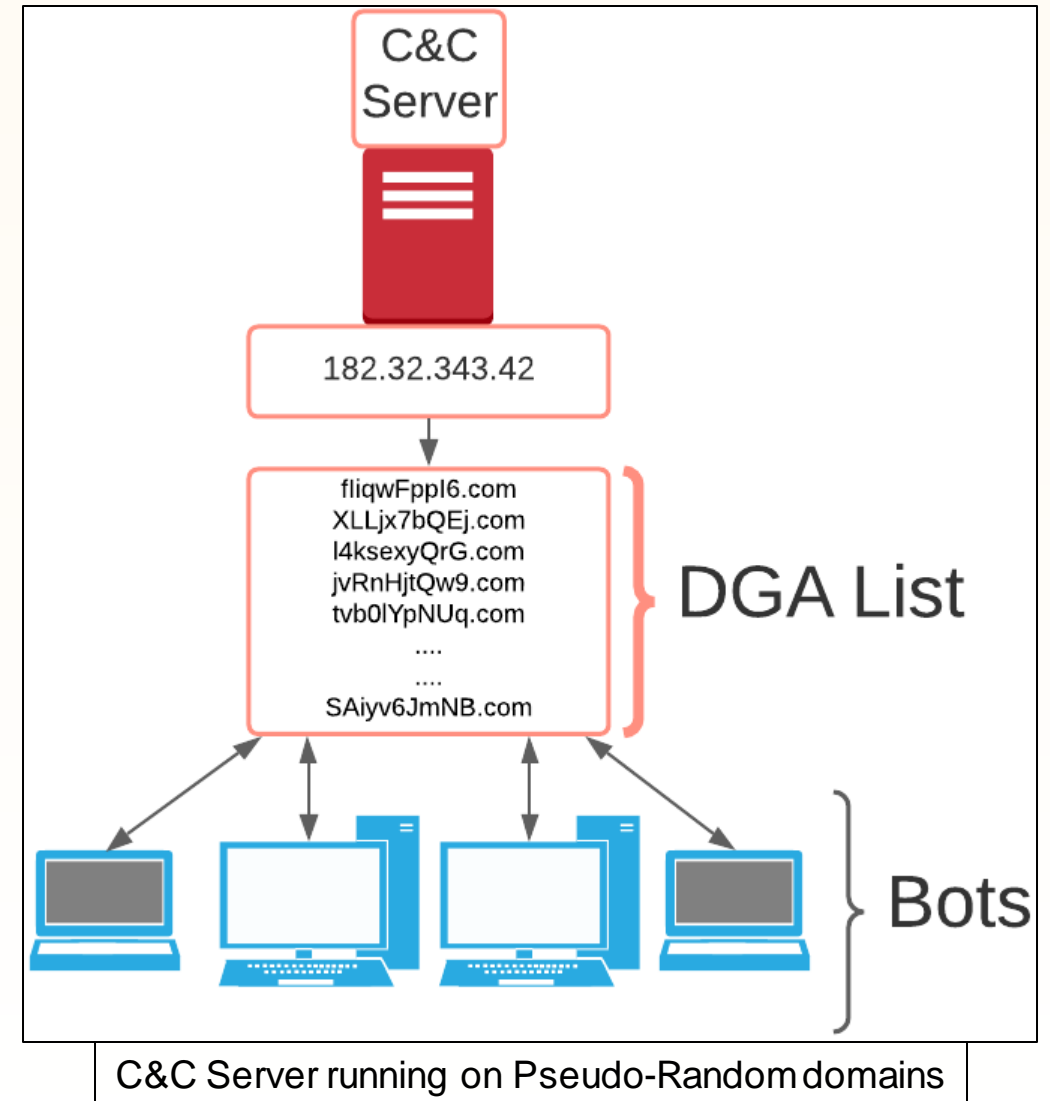 C&C
Server
182.32.343.42
fIiqwFppI6.com
XLLjx7bQEj.com
l4ksexyQrG.com
jvRnHjtQw9.com
tvb0lYpNUq.com
....
....
SAiyv6JmNB.com
DGA List
Bots
C&C Server running on Pseudo-Random domains